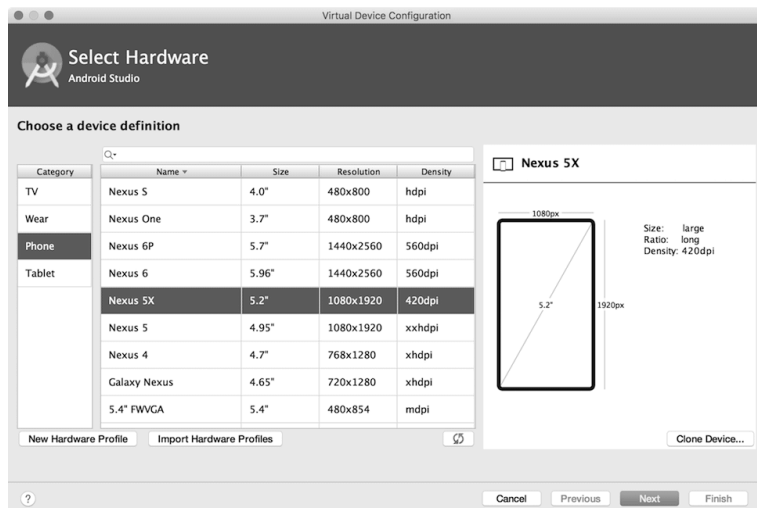 Virtual Device Configuration
Select Hardware
Android Studio
Choose a device definition
Category Name Size Resolution Density
TV
Wear
Phone
Tablet
Nexus S 4.0" 480x800 hdpi
Nexus One 3.7" 480x800 hdpi
Nexus 6P 5.7" 1440x2560 560dpi
Nexus 6 5.96" 1440x2560 560dpi
Nexus 5X 5.2" 1080x1920 420dpi
Nexus 5 4.95" 1080x1920 xxhdpi
Nexus 4 4.7" 768x1280 xhdpi
Galaxy Nexus 4.65" 720x1280 xhdpi
5.4" FWVGA 5.4" 480x854 mdpi
New Hardware Profile Import Hardware Profiles
Nexus 5X
1080px
5.2"
1920px
Size: large
Ratio: long
Density: 420dpi
Clone Device...
? Cancel Previous Next Finish